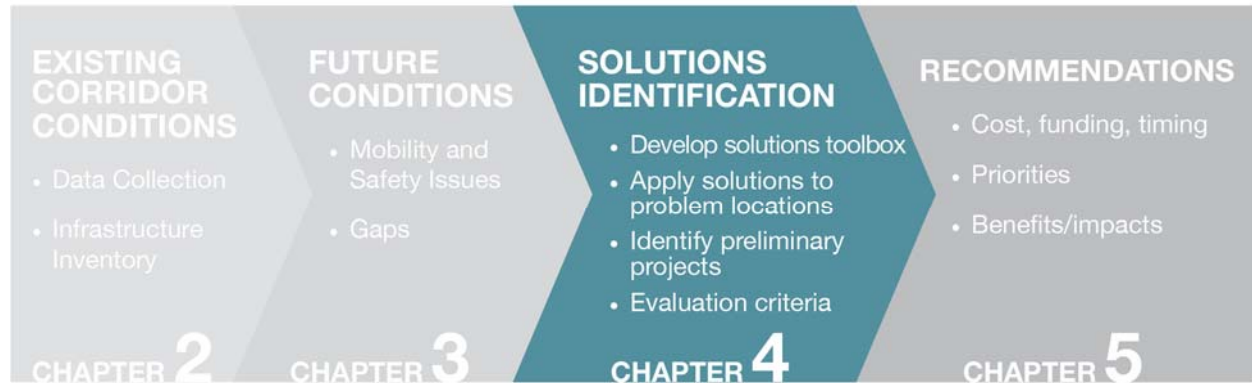 EXISTING
CORRIDOR
CONDITIONS
• Data Collection
• Infrastructure
Inventory
CHAPTER 2
FUTURE
CONDITIONS
• Mobility and
Safety Issues
• Gaps
CHAPTER 3
SOLUTIONS
IDENTIFICATION
• Develop solutions toolbox
• Apply solutions to
problem locations
• Identify preliminary
projects
• Evaluation criteria
CHAPTER 4
RECOMMENDATIONS
• Cost, funding, timing
• Priorities
• Benefits/impacts
CHAPTER 5